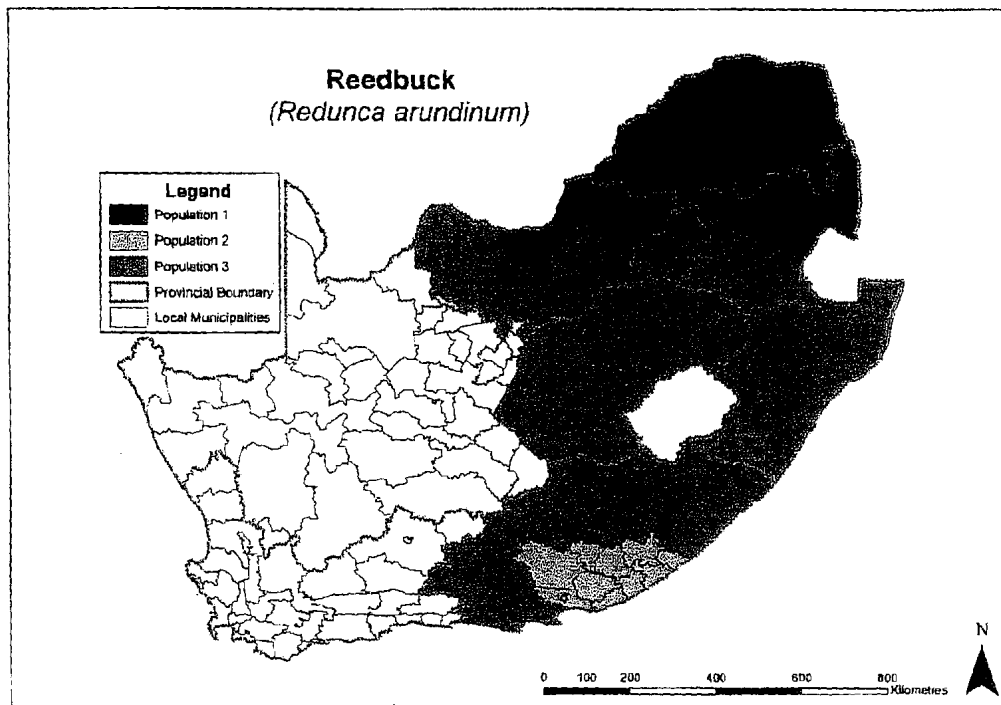 Reedbuck
(Redunca arundinum)
Legend
Population 1
Population 2
Population 3
Provincial Boundary
Local Municipalities
N
0 100 200 400 600 800
Kilometres